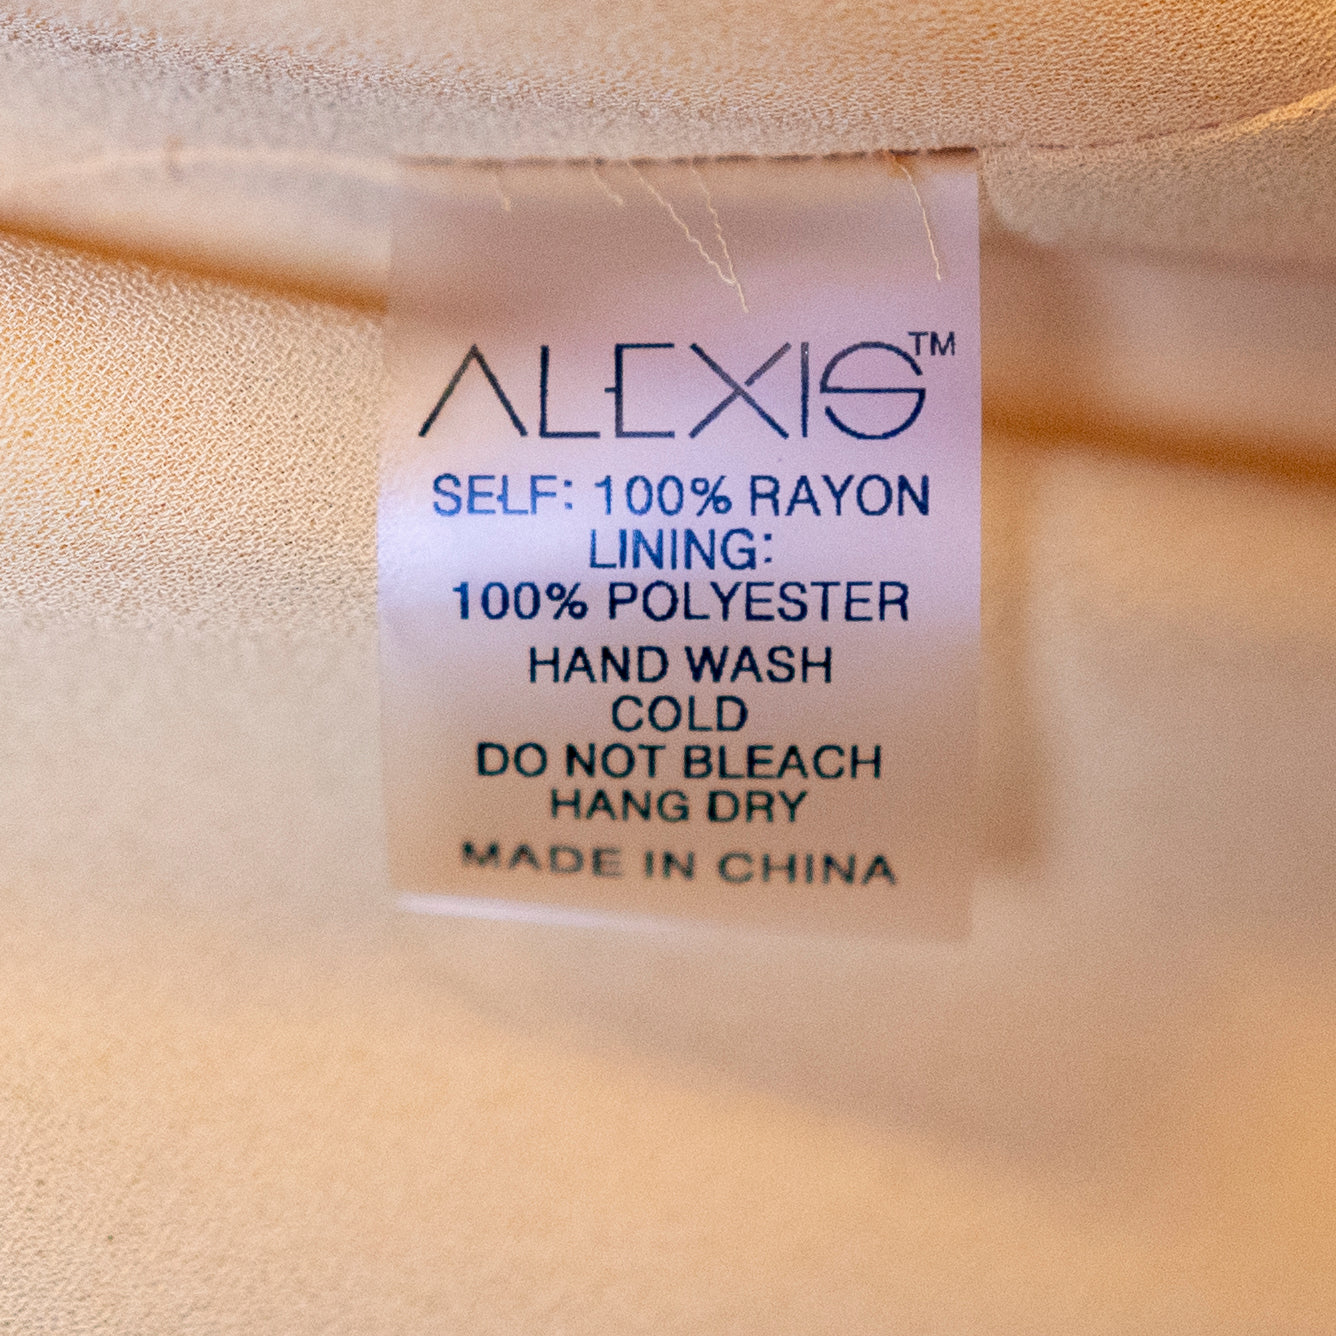 ALEXIS™
SELF: 100% RAYON
LINING:
100% POLYESTER
HAND WASH
COLD
DO NOT BLEACH
HANG DRY
MADE IN CHINA